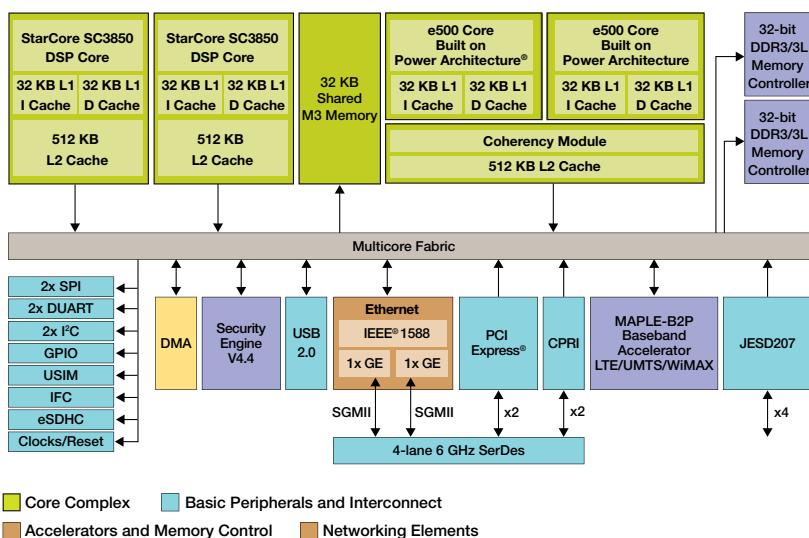 StarCore SC3850
DSP Core
32 KB L1
I Cache
32 KB L1
D Cache
512 KB
L2 Cache
StarCore SC3850
DSP Core
32 KB L1
I Cache
32 KB L1
D Cache
512 KB
L2 Cache
32 KB
Shared
M3 Memory
e500 Core
Built on
Power Architecture®
32 KB L1
I Cache
32 KB L1
D Cache
e500 Core
Built on
Power Architecture
32 KB L1
I Cache
32 KB L1
D Cache
Coherency Module
512 KB L2 Cache
32-bit
DDR3/3L
Memory
Controller
32-bit
DDR3/3L
Memory
Controller
Multicore Fabric
2x SPI
2x DUART
2x I²C
GPIO
USIM
IFC
eSDHC
Clocks/Reset
DMA
Security
Engine
V4.4
USB
2.0
Ethernet
IEEE® 1588
1x GE
1x GE
PCI
Express®
CPRI
MAPLE-B2P
Baseband
Accelerator
LTE/UMTS/WiMAX
JESD207
SGMII
SGMII
x2
x2
x4
4-lane 6 GHz SerDes
Core Complex
Basic Peripherals and Interconnect
Accelerators and Memory Control
Networking Elements